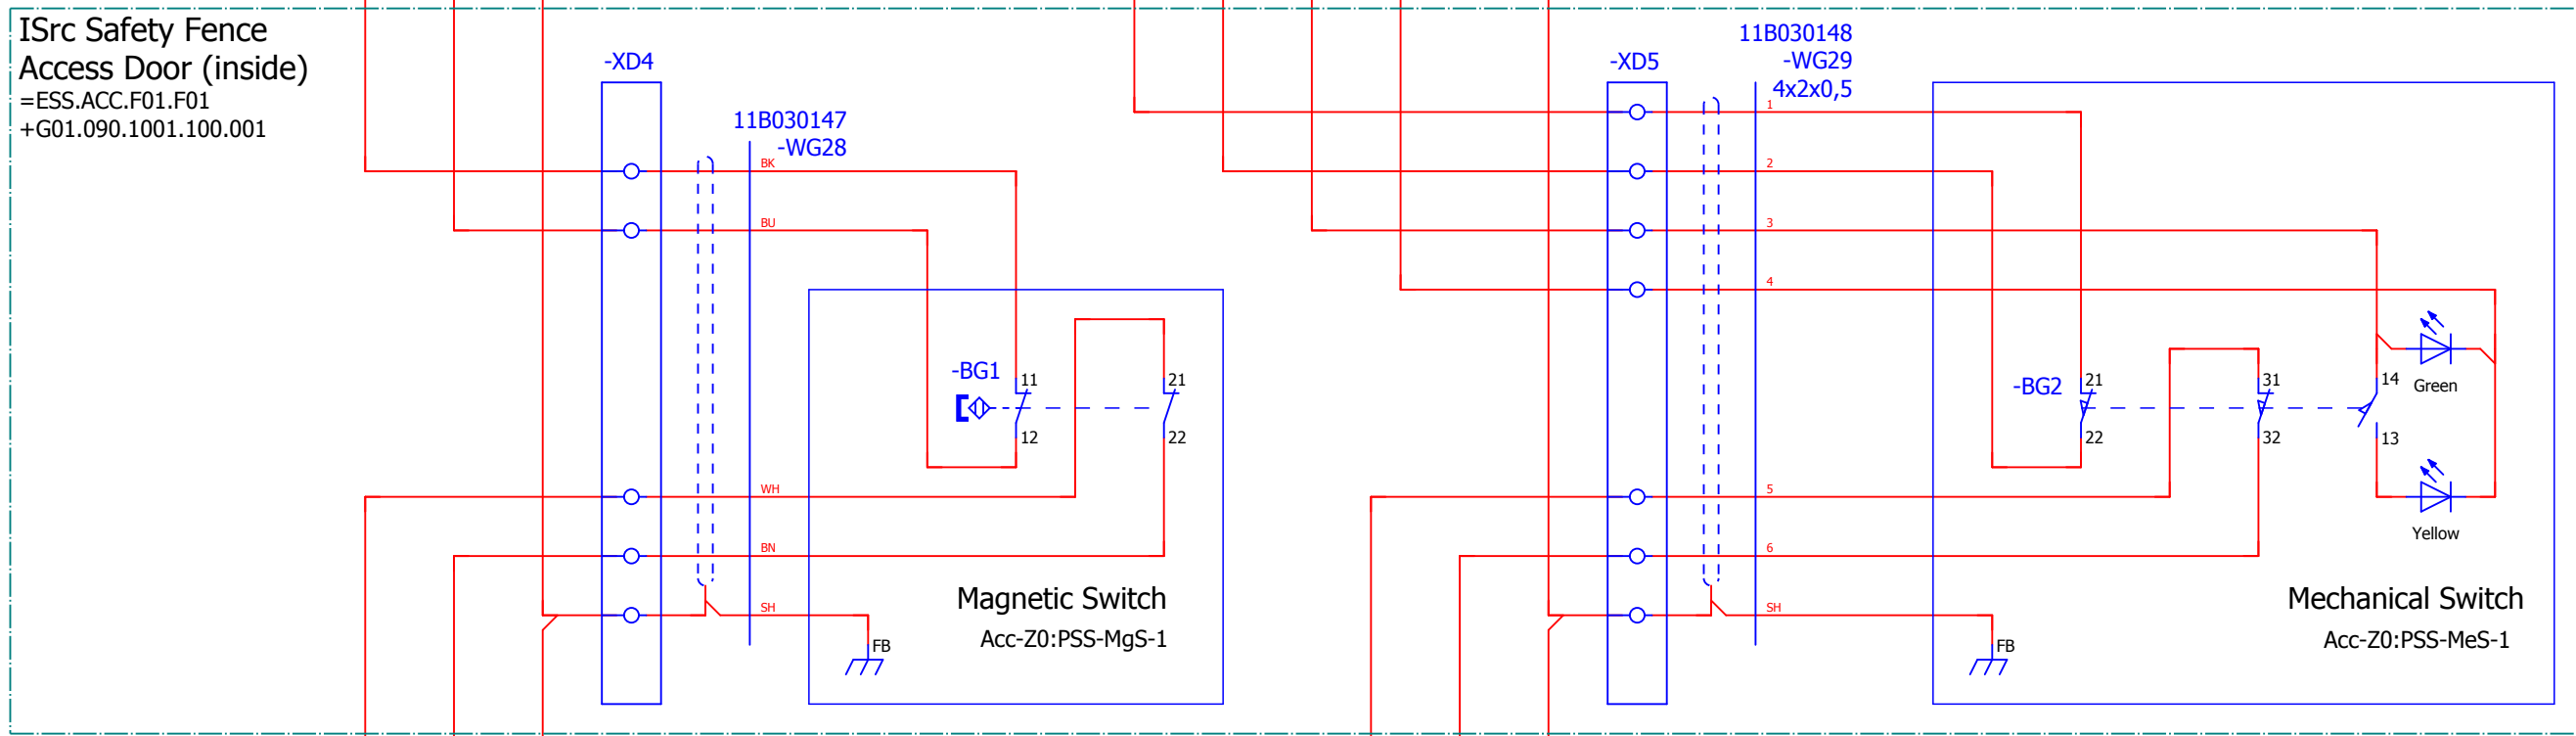 ISrc Safety Fence
Access Door (inside)
=ESS.ACC.F01.F01
+G01.090.1001.100.001
-XD4
11B030147
-WG28
BK
BU
WH
BN
SH
-BG1
11
12
21
22
FB
Magnetic Switch
Acc-Z0:PSS-MgS-1
-XD5
11B030148
-WG29
4x2x0,5
1
2
3
4
5
6
SH
-BG2
21
22
31
32
14
13
Green
Yellow
FB
Mechanical Switch
Acc-Z0:PSS-MeS-1